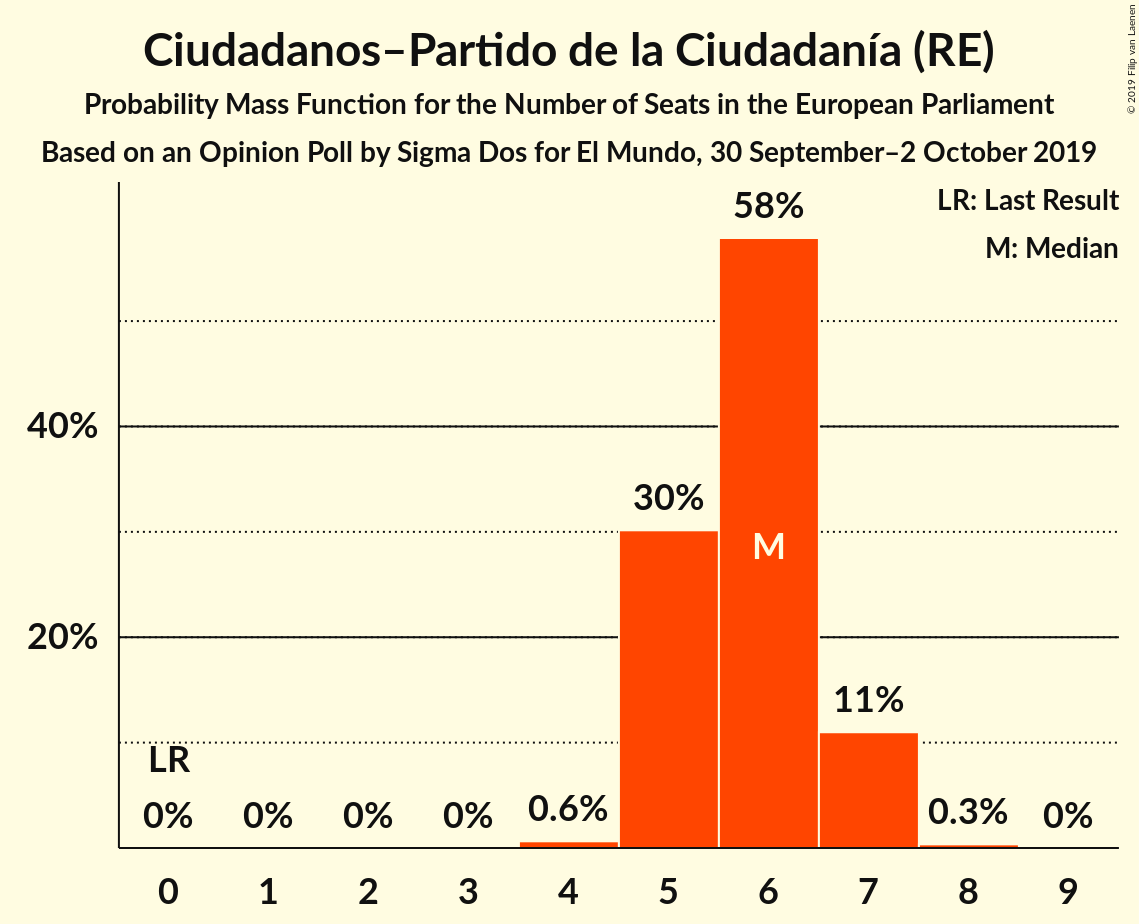 Ciudadanos–Partido de la Ciudadanía (RE)
Probability Mass Function for the Number of Seats in the European Parliament
Based on an Opinion Poll by Sigma Dos for El Mundo, 30 September–2 October 2019
© 2019 Filip van Laenen
LR: Last Result
M: Median
58%
40%
30%
M
20%
11%
LR
0% 0% 0% 0% 0.6% 0.3% 0%
0 1 2 3 4 5 6 7 8 9